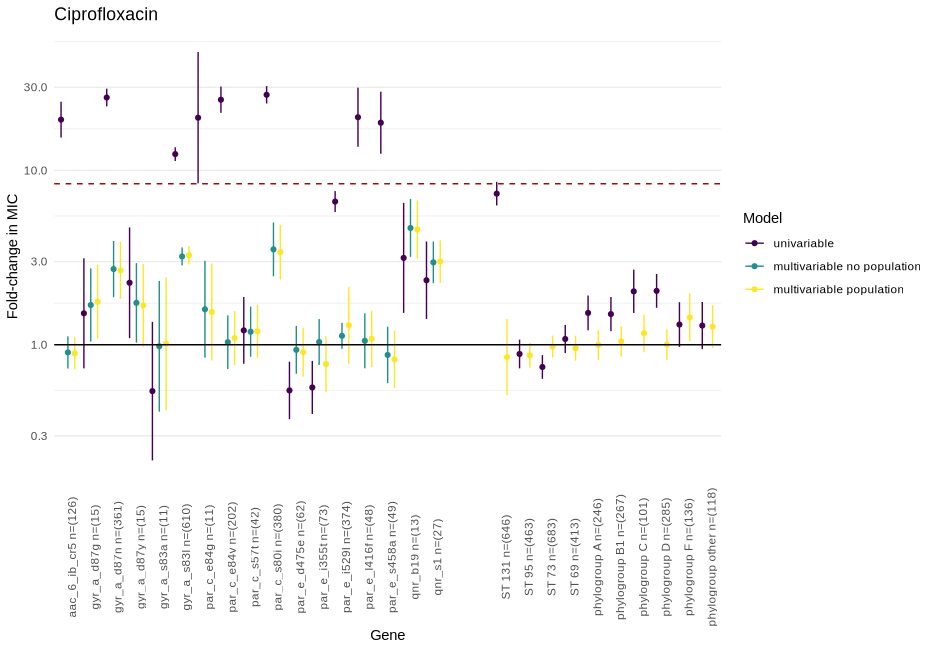 Ciprofloxacin
30.0
10.0
3.0
1.0
0.3
Fold-change in MIC
aac_6_ib_cr5 n=(126)
gyr_a_d87g n=(15)
gyr_a_d87n n=(361)
gyr_a_d87y n=(15)
gyr_a_s83a n=(11)
gyr_a_s83l n=(610)
par_c_e84g n=(11)
par_c_e84v n=(202)
par_c_s57t n=(42)
par_c_s80i n=(380)
par_e_d475e n=(62)
par_e_i355t n=(73)
par_e_i529l n=(374)
par_e_l416f n=(48)
par_e_s458a n=(49)
qnr_b19 n=(13)
qnr_s1 n=(27)
ST 131 n=(646)
ST 95 n=(463)
ST 73 n=(683)
ST 69 n=(413)
phylogroup A n=(246)
phylogroup B1 n=(267)
phylogroup C n=(101)
phylogroup D n=(285)
phylogroup F n=(136)
phylogroup other n=(118)
Gene
Model
univariable
multivariable no population
multivariable population